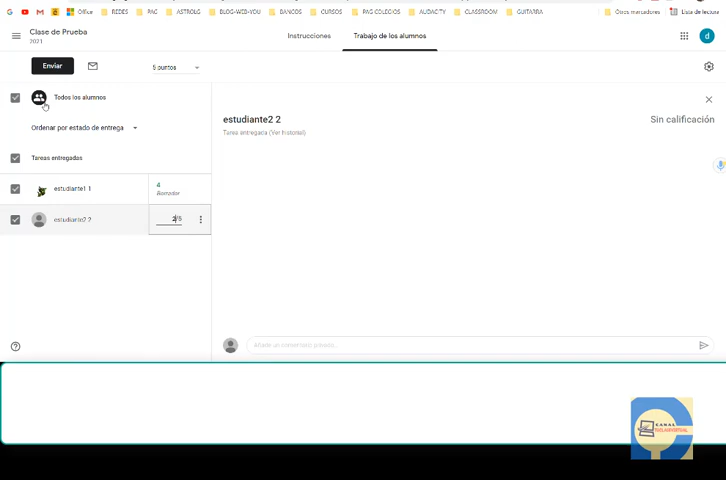 Office
REDES
PAG
ASTROLG
BLOG-WEB-YOU
BANCOS
CURSOS
PAG COLEGIOS
AUDACITY
CLASSROOM
GUITARRA
Otros marcadores
Lista de lectura
Clase de Prueba
2021
Instrucciones
Trabajo de los alumnos
d
Enviar
5 puntos
Todos los alumnos
Ordenar por estado de entrega
Tareas entregadas
estudiante1 1
4
Borrador
estudiante2 2
2/5
estudiante2 2
Sin calificación
Tarea entregada (Ver historial)
Añade un comentario privado...
CANAL
TUCLASVIRTUAL